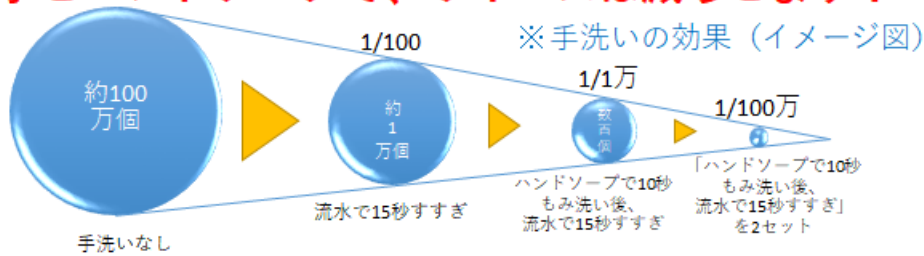 ※手洗いの効果（イメージ図）
約100
万個
手洗いなし
1/100
約
1
万個
流水で15秒すすぎ
1/1万
数百個
ハンドソープで10秒
もみ洗い後、
流水で15秒すすぎ
1/100万
「ハンドソープで10秒
もみ洗い後、
流水で15秒すすぎ」
を2セット